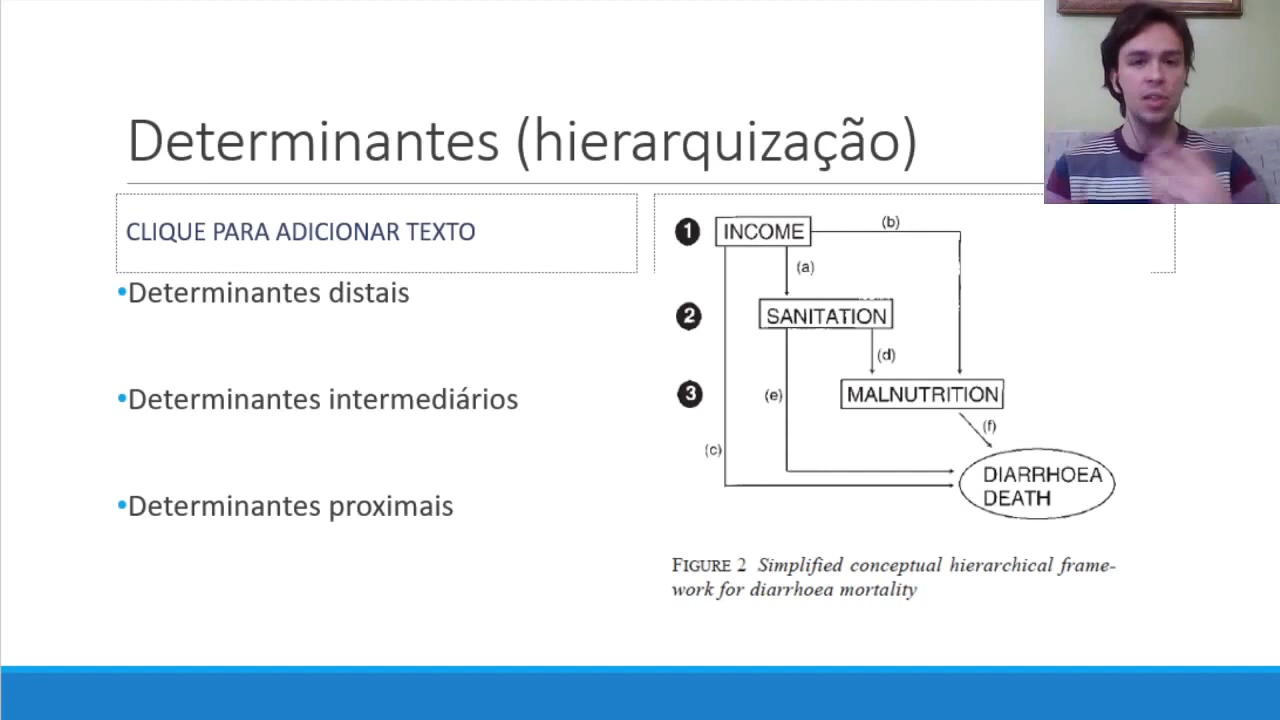 Determinantes (hierarquização)
CLIQUE PARA ADICIONAR TEXTO
•Determinantes distais
•Determinantes intermediários
•Determinantes proximais
1 INCOME (b)
(a)
2 SANITATION
(d)
3 (e) MALNUTRITION
(f)
(c)
DIARRHOEA
DEATH
FIGURE 2 Simplified conceptual hierarchical frame-
work for diarrhoea mortality